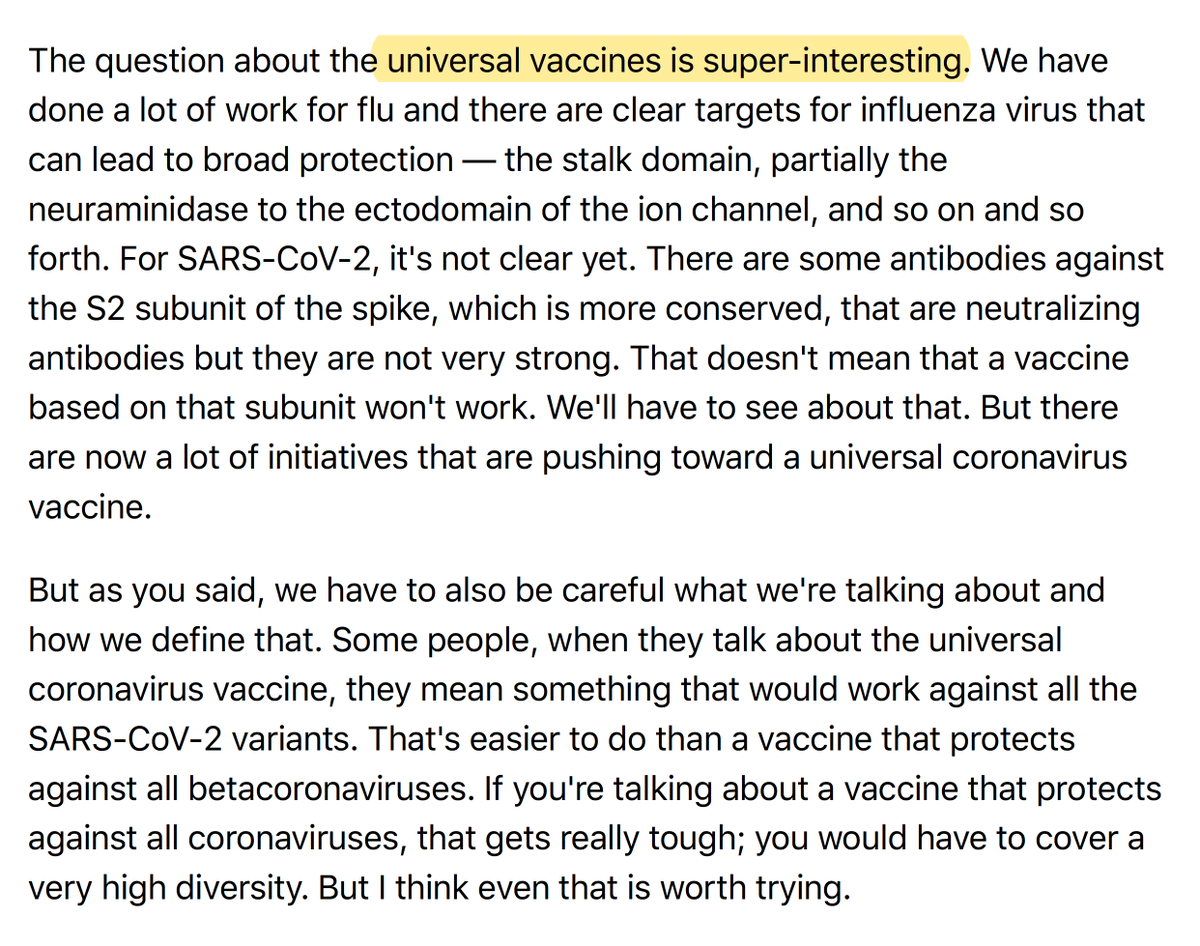 The question about the universal vaccines is super-interesting. We have
done a lot of work for flu and there are clear targets for influenza virus that
can lead to broad protection — the stalk domain, partially the
neuraminidase to the ectodomain of the ion channel, and so on and so
forth. For SARS-CoV-2, it's not clear yet. There are some antibodies against
the S2 subunit of the spike, which is more conserved, that are neutralizing
antibodies but they are not very strong. That doesn't mean that a vaccine
based on that subunit won't work. We'll have to see about that. But there
are now a lot of initiatives that are pushing toward a universal coronavirus
vaccine.
But as you said, we have to also be careful what we're talking about and
how we define that. Some people, when they talk about the universal
coronavirus vaccine, they mean something that would work against all the
SARS-CoV-2 variants. That's easier to do than a vaccine that protects
against all betacoronaviruses. If you're talking about a vaccine that protects
against all coronaviruses, that gets really tough; you would have to cover a
very high diversity. But I think even that is worth trying.